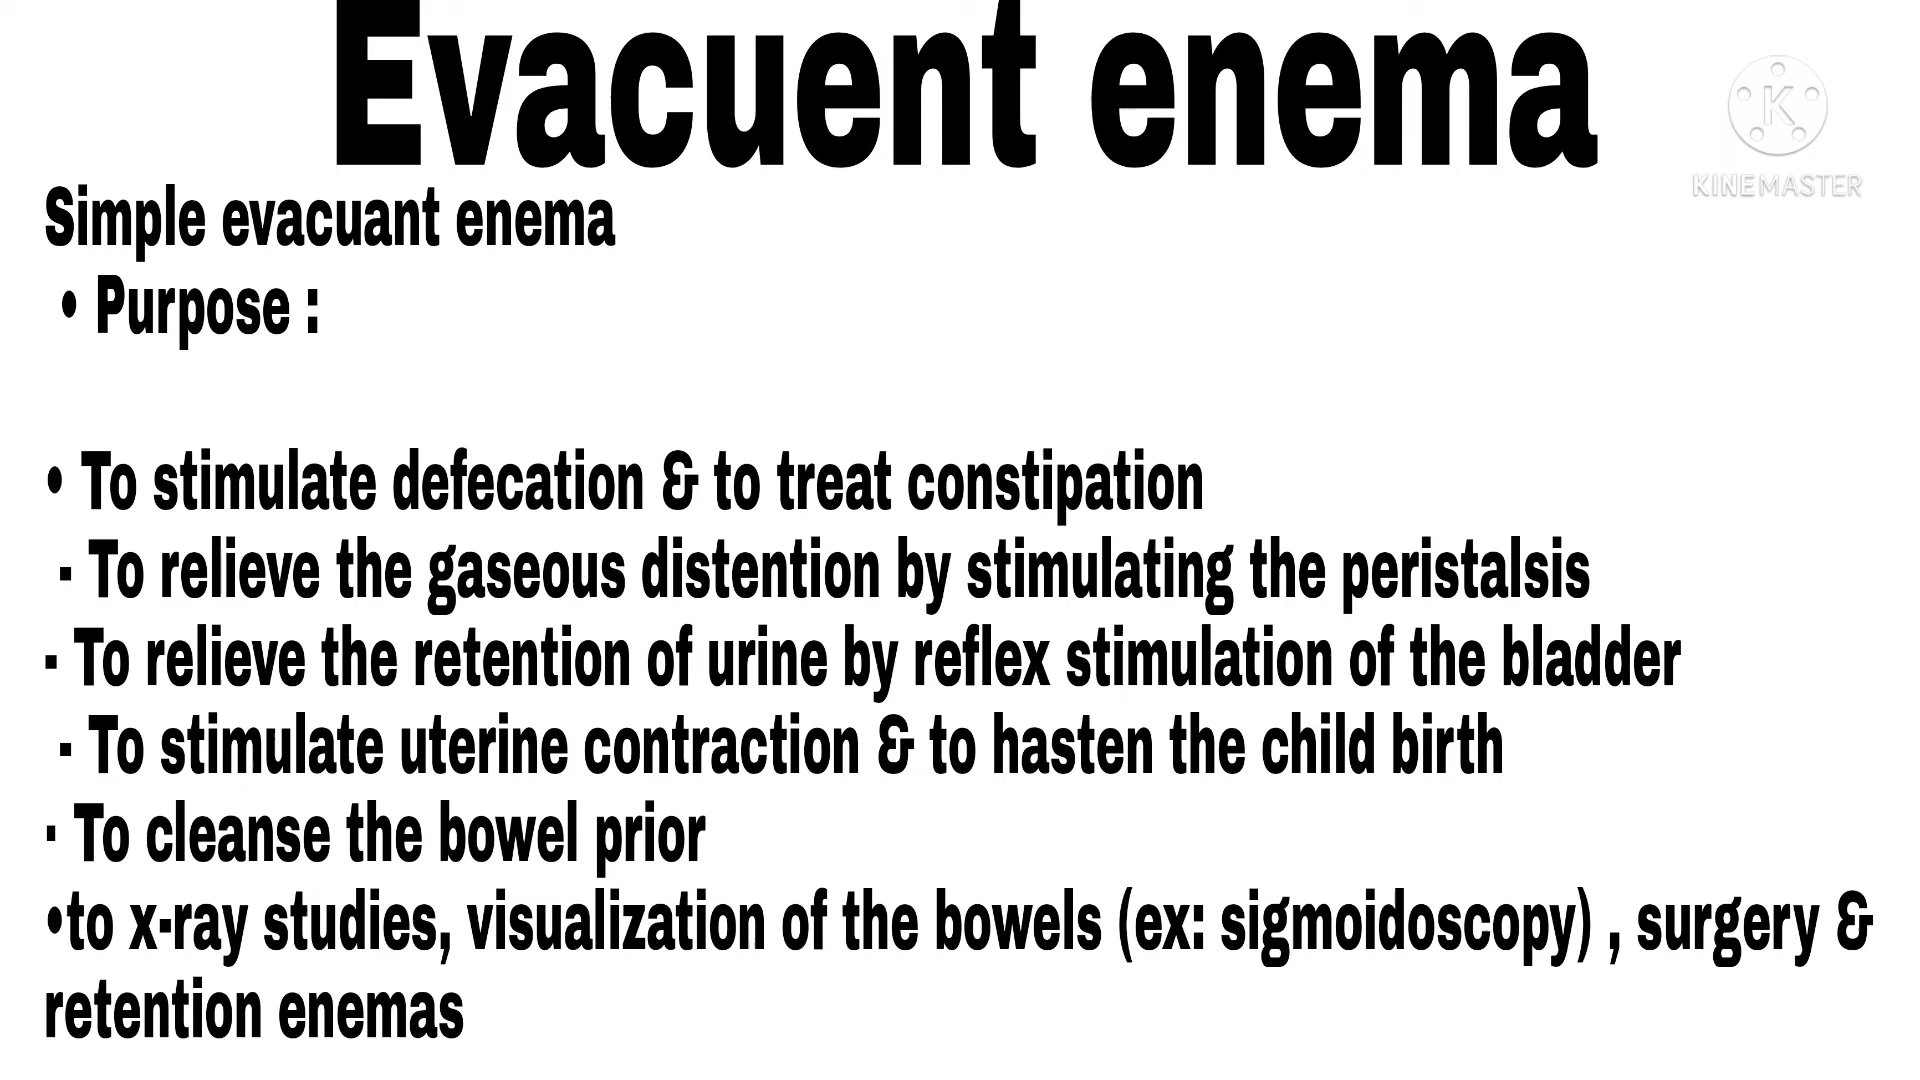 Evacuent enema
KINEMASTER
Simple evacuant enema
• Purpose :
• To stimulate defecation & to treat constipation
- To relieve the gaseous distention by stimulating the peristalsis
- To relieve the retention of urine by reflex stimulation of the bladder
- To stimulate uterine contraction & to hasten the child birth
· To cleanse the bowel prior
•to x-ray studies, visualization of the bowels (ex: sigmoidoscopy) , surgery &
retention enemas